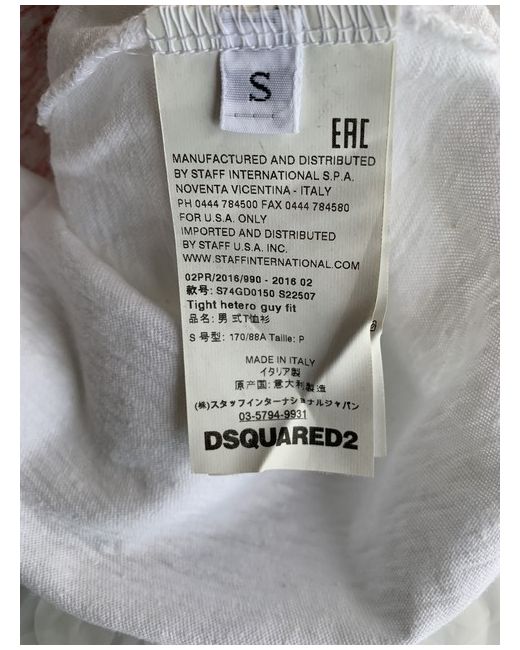 S
EAC
MANUFACTURED AND DISTRIBUTED
BY STAFF INTERNATIONAL S.P.A.
NOVENTA VICENTINA - ITALY
PH 0444 784500 FAX 0444 784580
FOR U.S.A. ONLY
IMPORTED AND DISTRIBUTED
BY STAFF U.S.A. INC.
WWW.STAFFINTERNATIONAL.COM
02PR/2016/990 - 2016 02
款号: S74GD0150 S22507
Tight hetero guy fit
品名: 男式T恤衫
S 号型: 170/88A Taille: P
MADE IN ITALY
イタリア製
原产国: 意大利製造
(株)スタッフインターナショナルジャパン
03-5794-9931
DSQUARED2